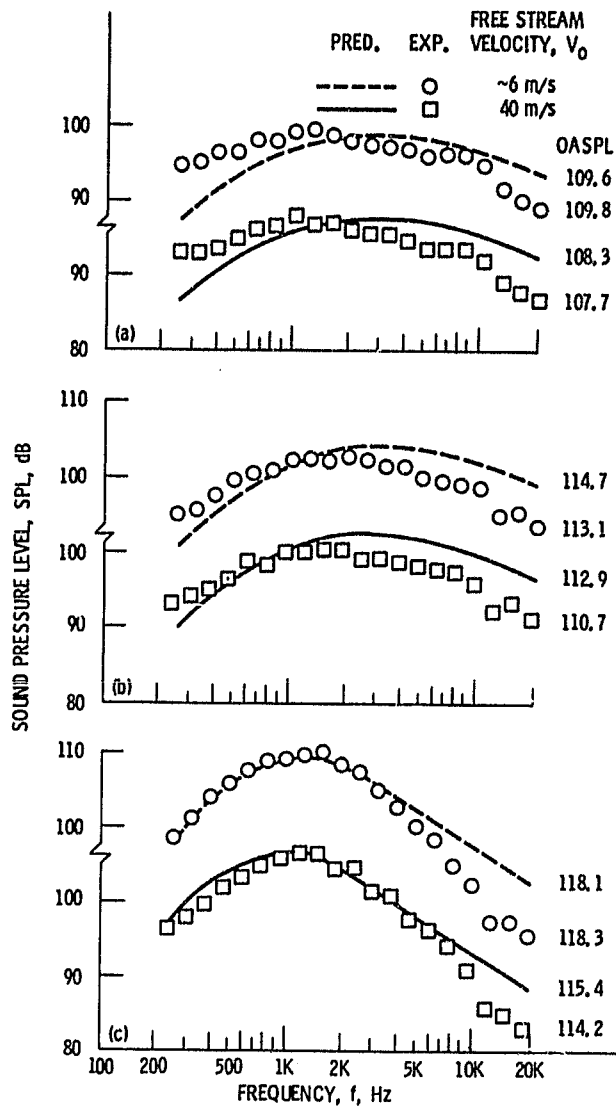 FREE STREAM
PRED. EXP. VELOCITY, V0
~6 m/s
40 m/s
OASPL
100
90
109.6
109.8
108.3
90
107.7
80
(a)
110
100
114.7
113.1
100
112.9
90
110.7
80
(b)
SOUND PRESSURE LEVEL, SPL, dB
110
100
118.1
118.3
100
115.4
90
114.2
80
(c)
100 200 500 1K 2K 5K 10K 20K
FREQUENCY, f, Hz